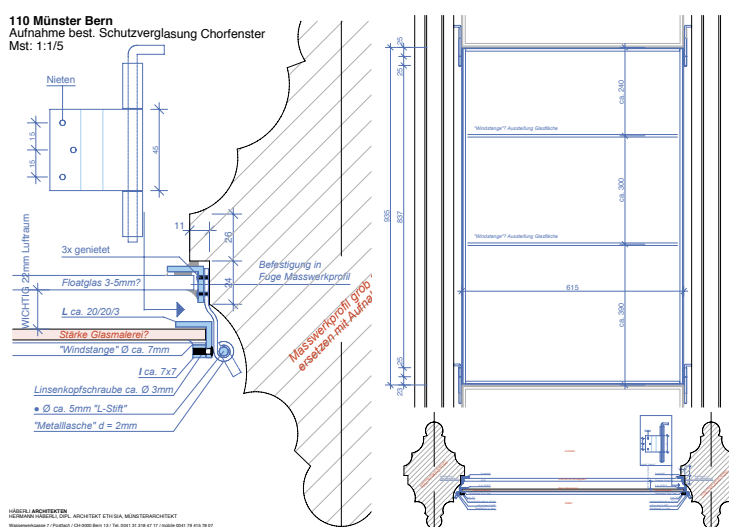 110 Münster Bern
Aufnahme best. Schutzverglasung Chorfenster
Mst: 1:1/5
Nieten
15
15
45
11
26
24
3x genietet
Befestigung in
Fuge Masswerkprofil
WICHTIG 22mm Luftraum
Floatglas 3-5mm?
L ca. 20/20/3
Stärke Glasmalerei?
"Windstange" Ø ca. 7mm
I ca. 7x7
Linsenkopfschraube ca. Ø 3mm
● Ø ca. 5mm "L-Stift"
"Metalllasche" d = 2mm
Masswerkprofil grob
ersetzen mit Aufna
25
25
ca. 240
"Windstange"? Ausstellung Glasfläche
935
837
ca. 300
"Windstange"? Ausstellung Glasfläche
615
ca. 390
25
23
HÄBERLI ARCHITEKTEN
HERMANN HÄBERLI, DIPL. ARCHITEKT ETH SIA, MÜNSTERARCHITEKT